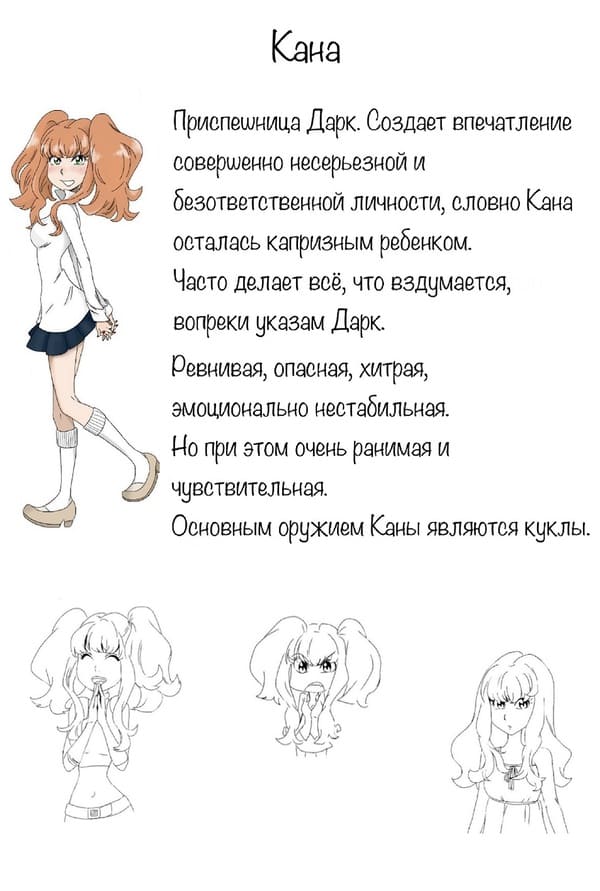 Кана
Приспешница Дарк. Создает впечатление
совершенно несерьезной и
безответственной личности, словно Кана
осталась капризным ребенком.
Часто делает всё, что вздумается,
вопреки указам Дарк.
Ревнивая, опасная, хитрая,
эмоционально нестабильная.
Но при этом очень ранимая и
чувствительная.
Основным оружием Каны являются куклы.